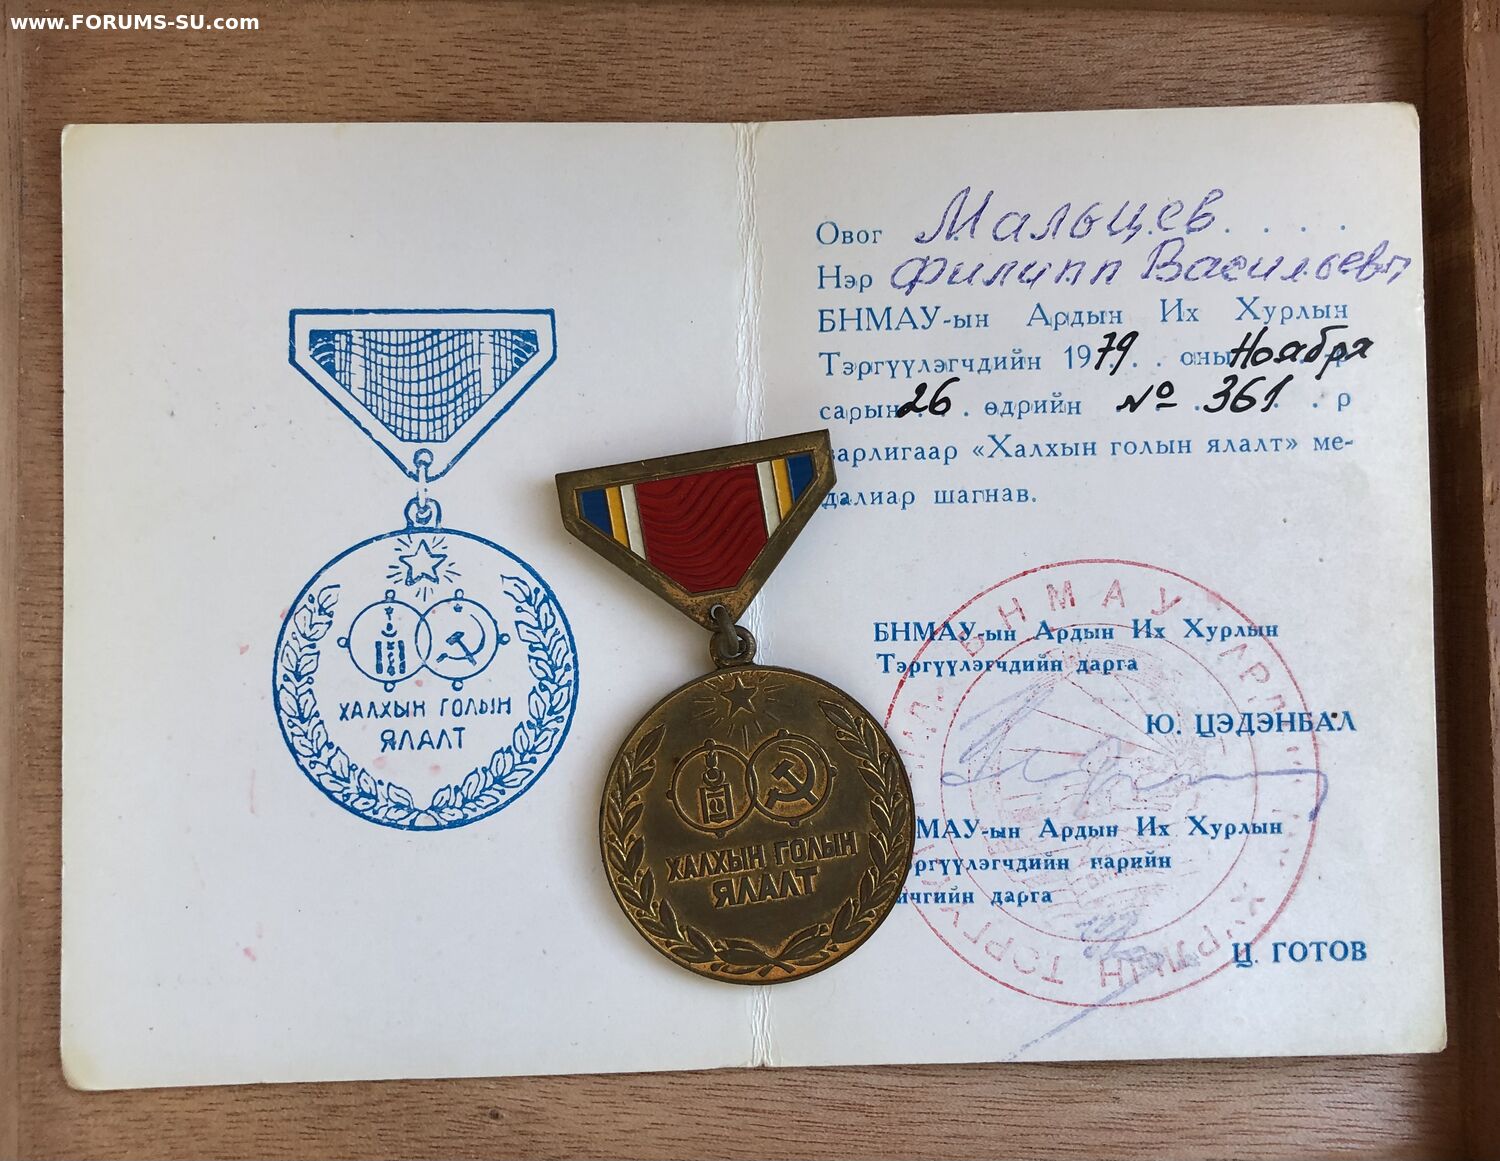 www.FORUMS-SU.com
ХАЛХЫН ГОЛЫН
ЯЛАЛТ
ХАЛХЫН ГОЛЫН
ЯЛАЛТ
Овог Мальцев
Нэр Филипп Васильевич
БНМАУ-ын Ардын Их Хурлын
Тэргүүлэгчдийн 1979 . . оны Ноября
сарын 26 . өдрийн № . 361 . . р
зарлигаар «Халхын голын ялалт» ме-
далиар шагнав.
БНМАУ-ын Ардын Их Хурлын
Тэргүүлэгчдийн дарга
Ю. ЦЭДЭНБАЛ
МАУ-ын Ардын Их Хурлын
ргүүлэгчдийн нарийн
ичгийн дарга
Ц. ГОТОВ
БНМАУ